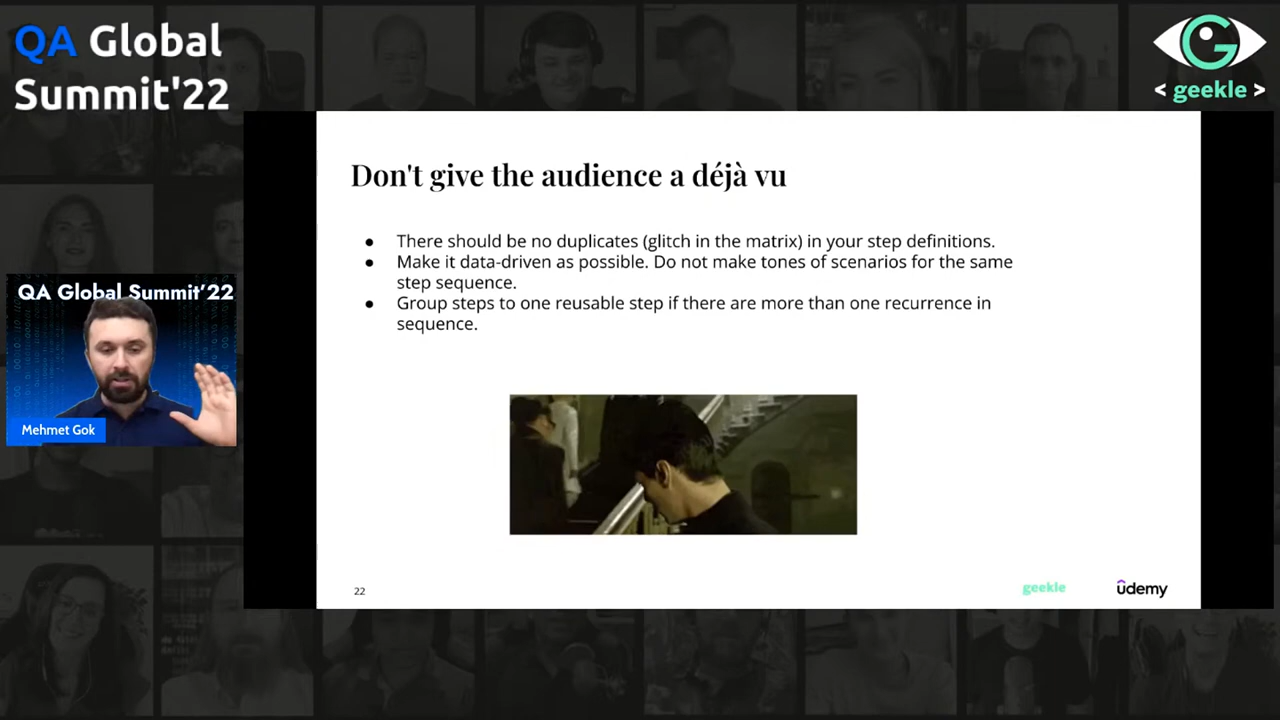 QA Global
Summit'22
< geekle >
Don't give the audience a déjà vu
● There should be no duplicates (glitch in the matrix) in your step definitions.
● Make it data-driven as possible. Do not make tones of scenarios for the same
step sequence.
● Group steps to one reusable step if there are more than one recurrence in
sequence.
QA Global Summit'22
Mehmet Gok
22
geekle
ûdemy